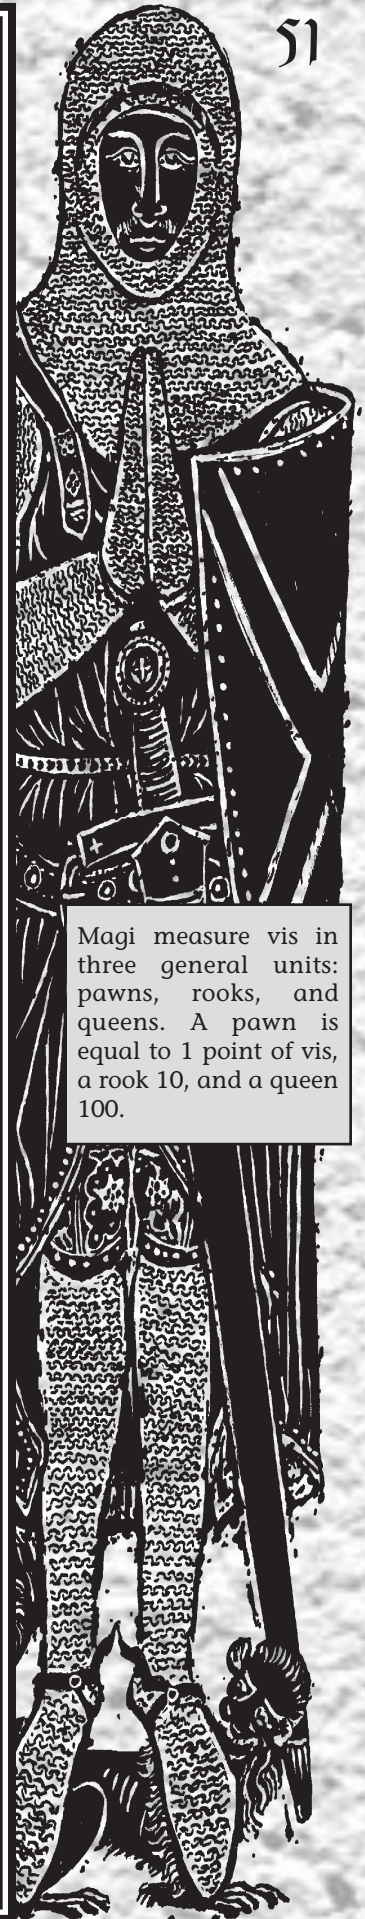 51
Magi measure vis in
three general units:
pawns, rooks, and
queens. A pawn is
equal to 1 point of vis,
a rook 10, and a queen
100.